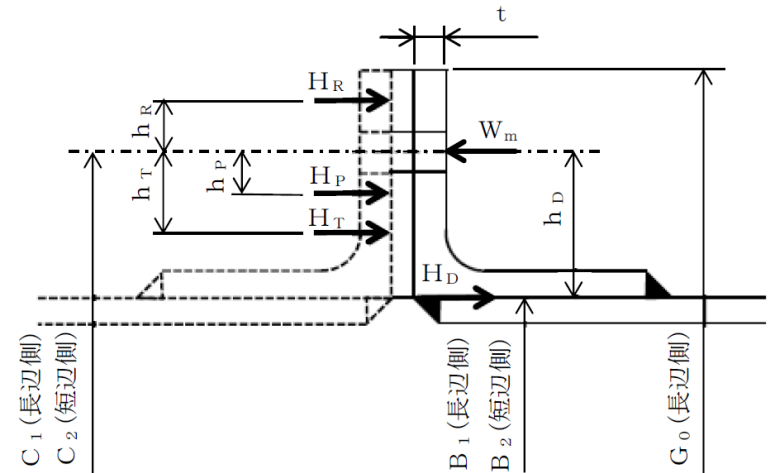 t
H R
h R
W m
h T
h P
H P
h D
H T
H D
C 1 (長辺側)
C 2 (短辺側)
B 1 (長辺側)
B 2 (短辺側)
G 0 (長辺側)